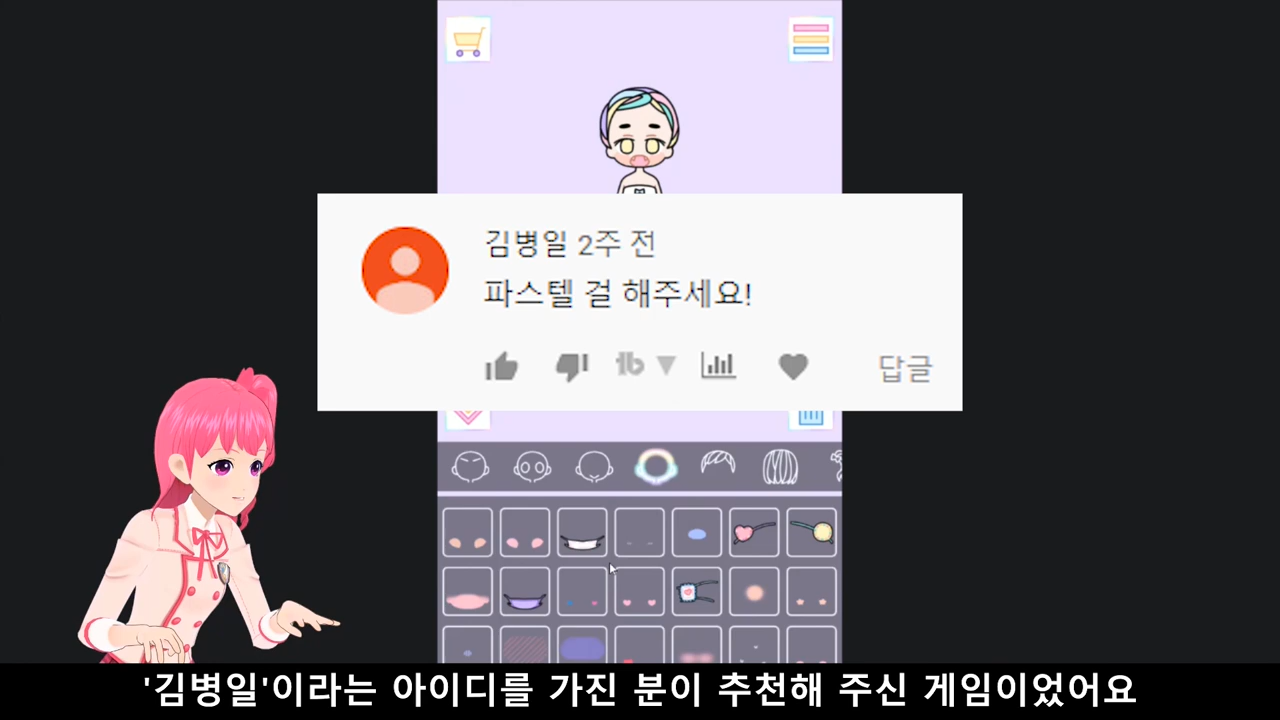 김병일 2주 전
파스텔 걸 해주세요!
답글
'김병일'이라는 아이디를 가진 분이 추천해 주신 게임이었어요